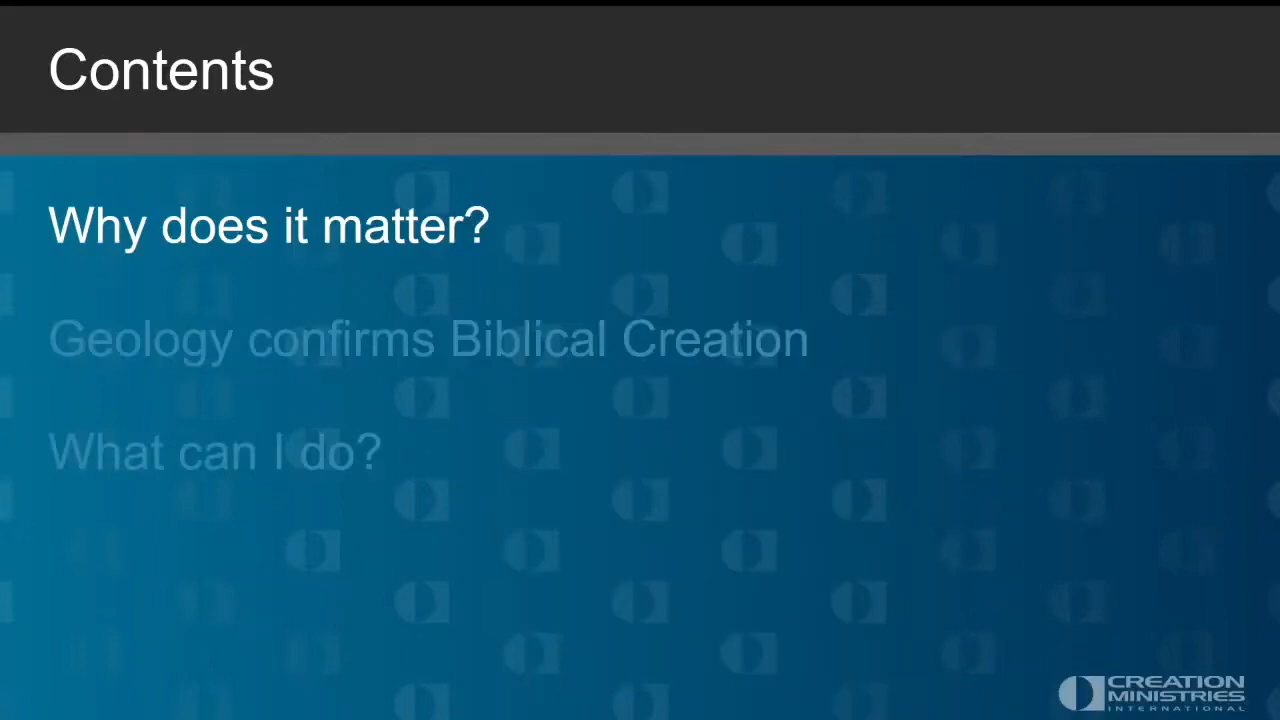 Contents
Why does it matter?
Geology confirms Biblical Creation
What can I do?
CREATION
MINISTRIES
INTERNATIONAL